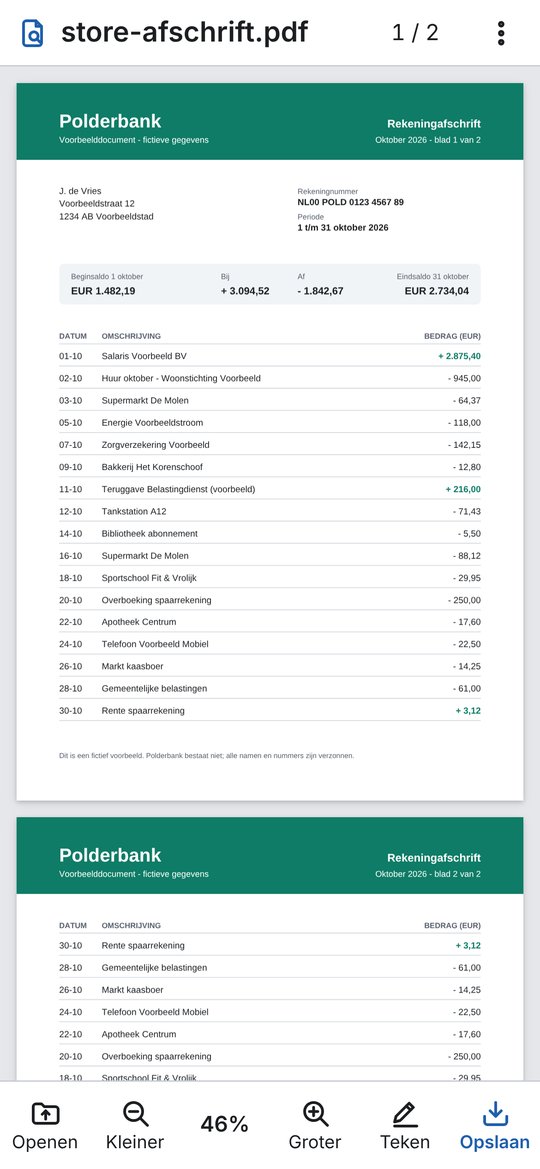 store-afschrift.pdf 1 / 2
Polderbank Rekeningafschrift
Voorbeelddocument - fictieve gegevens Oktober 2026 - blad 1 van 2
J. de Vries
Voorbeeldstraat 12
1234 AB Voorbeeldstad
Rekeningnummer
NL00 POLD 0123 4567 89
Periode
1 t/m 31 oktober 2026
Beginsaldo 1 oktober Bij Af Eindsaldo 31 oktober
EUR 1.482,19 + 3.094,52 - 1.842,67 EUR 2.734,04
DATUM OMSCHRIJVING BEDRAG (EUR)
01-10 Salaris Voorbeeld BV + 2.875,40
02-10 Huur oktober - Woonstichting Voorbeeld - 945,00
03-10 Supermarkt De Molen - 64,37
05-10 Energie Voorbeeldstroom - 118,00
07-10 Zorgverzekering Voorbeeld - 142,15
09-10 Bakkerij Het Korenschoof - 12,80
11-10 Teruggave Belastingdienst (voorbeeld) + 216,00
12-10 Tankstation A12 - 71,43
14-10 Bibliotheek abonnement - 5,50
16-10 Supermarkt De Molen - 88,12
18-10 Sportschool Fit & Vrolijk - 29,95
20-10 Overboeking spaarrekening - 250,00
22-10 Apotheek Centrum - 17,60
24-10 Telefoon Voorbeeld Mobiel - 22,50
26-10 Markt kaasboer - 14,25
28-10 Gemeentelijke belastingen - 61,00
30-10 Rente spaarrekening + 3,12
Dit is een fictief voorbeeld. Polderbank bestaat niet; alle namen en nummers zijn verzonnen.
Polderbank Rekeningafschrift
Voorbeelddocument - fictieve gegevens Oktober 2026 - blad 2 van 2
DATUM OMSCHRIJVING BEDRAG (EUR)
30-10 Rente spaarrekening + 3,12
28-10 Gemeentelijke belastingen - 61,00
26-10 Markt kaasboer - 14,25
24-10 Telefoon Voorbeeld Mobiel - 22,50
22-10 Apotheek Centrum - 17,60
20-10 Overboeking spaarrekening - 250,00
18-10 Sportschool Fit & Vrolijk - 29,95
Openen Kleiner 46% Groter Teken Opslaan